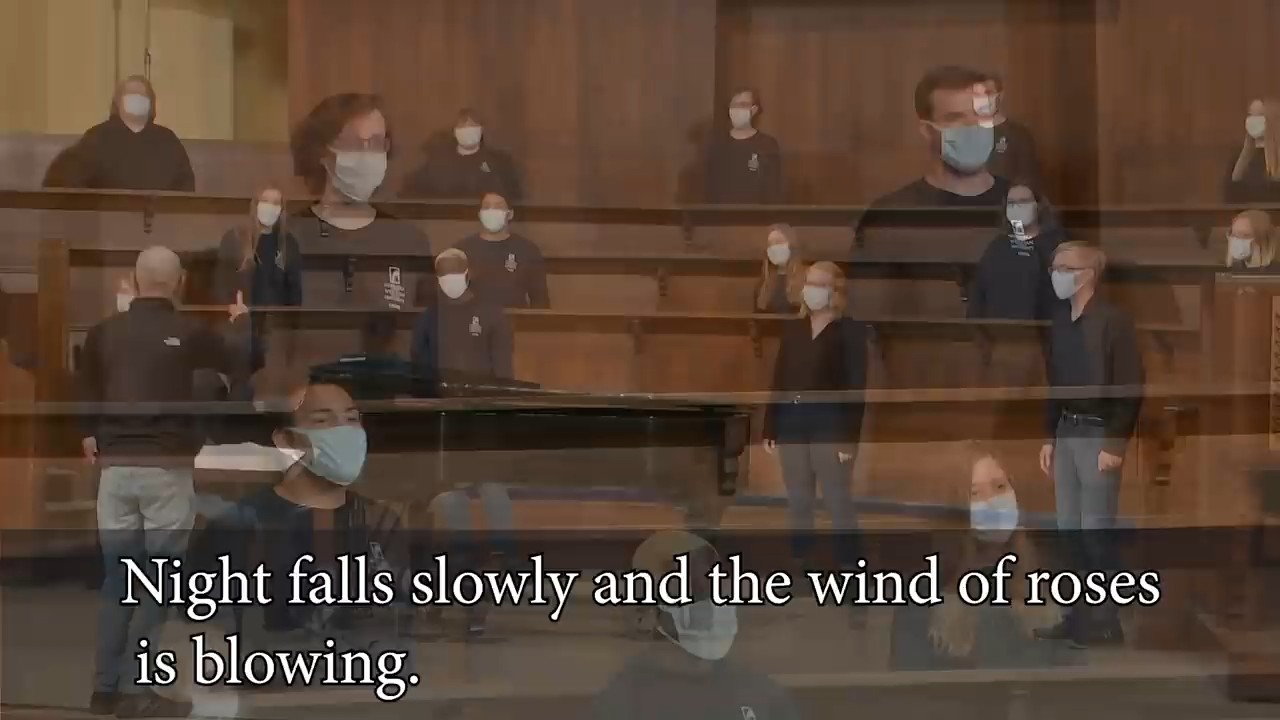 Night falls slowly and the wind of roses
is blowing.